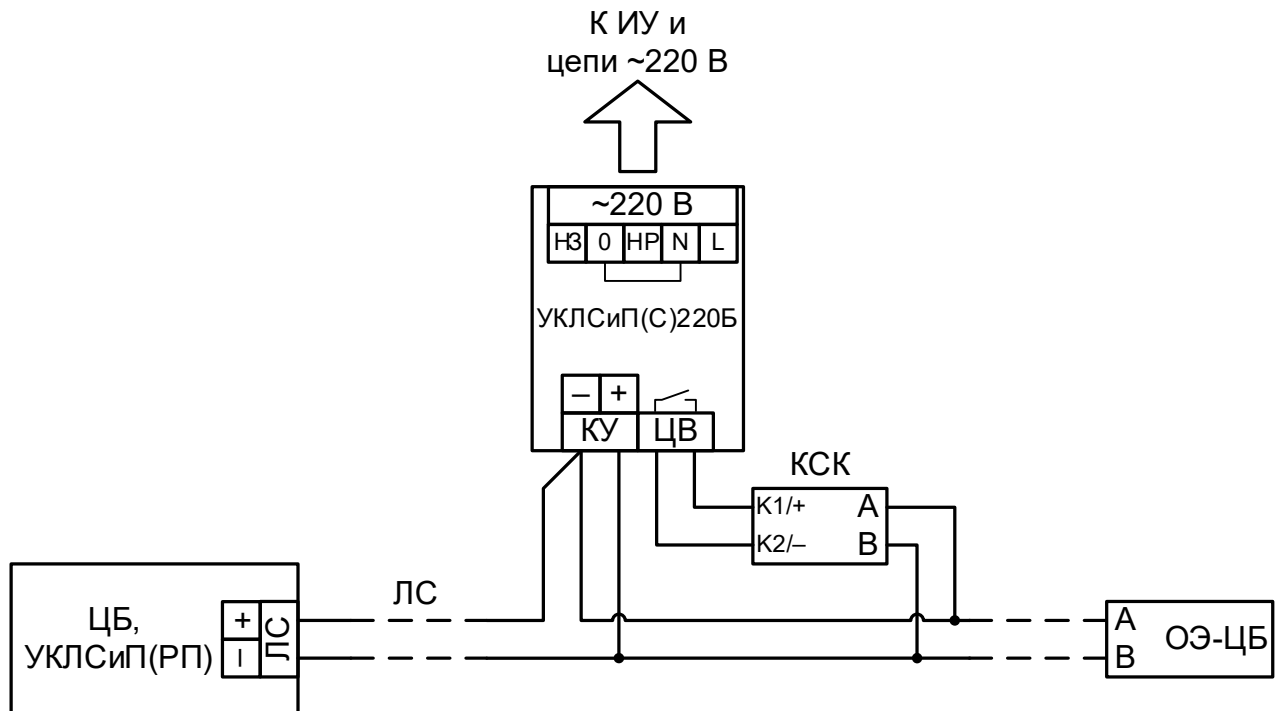 К ИУ и
цепи ~220 В
~220 В
НЗ 0 НР N L
УКЛСиП(С)220Б
– +
КУ ЦВ
КСК
К1/+ A
К2/– B
ЛС
ЦБ,
УКЛСиП(РП)
+
–
ЛС
A
B
ОЭ-ЦБ